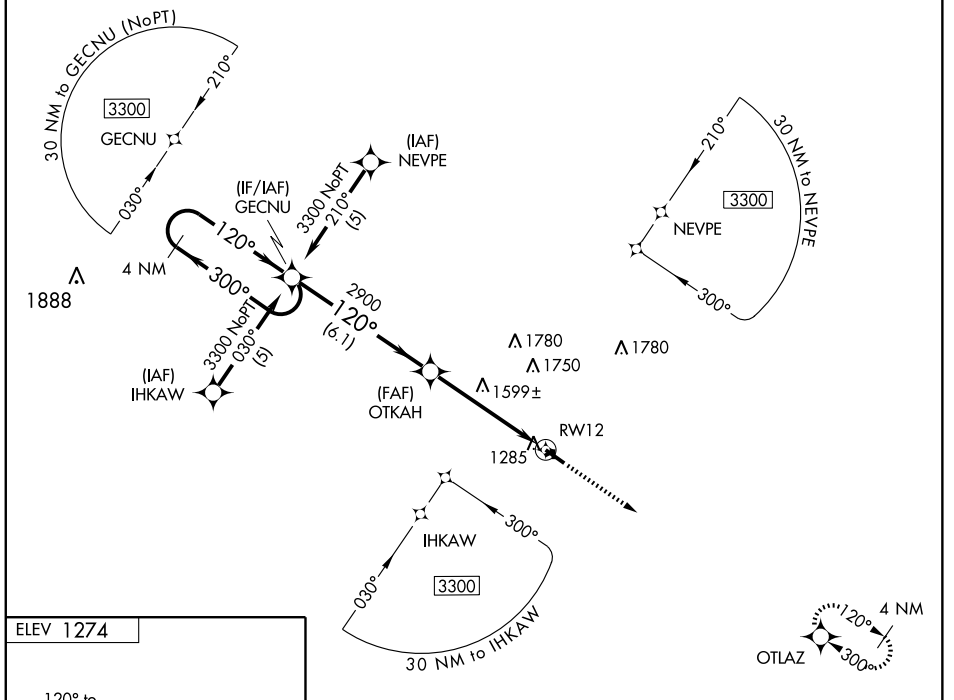 30 NM to GECNU (NoPT)
210°
3300
GECNU
030°
(IAF)
NEVPE
(IF/IAF)
GECNU
3300 NoPT
210°
(5)
120°
4 NM
300°
1888
3300 NoPT
030°
(5)
(IAF)
IHKAW
2900
120°
(6.1)
(FAF)
OTKAH
210°
30 NM to NEVPE
3300
NEVPE
300°
1780
1750
1780
1599±
RW12
1285
IHKAW
300°
030°
3300
30 NM to IHKAW
120°
4 NM
OTLAZ
300°
ELEV 1274
120° to